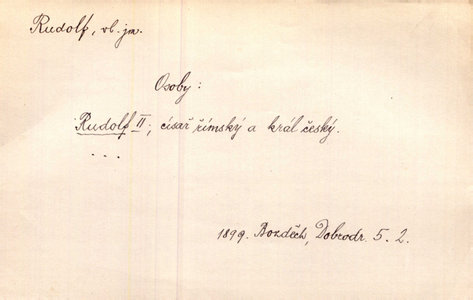 Rudolf, vl. jm.
Osoby:
Rudolf II; císař římský a král český.
...
1899. Bozděch, Dobrodr. 5. 2.